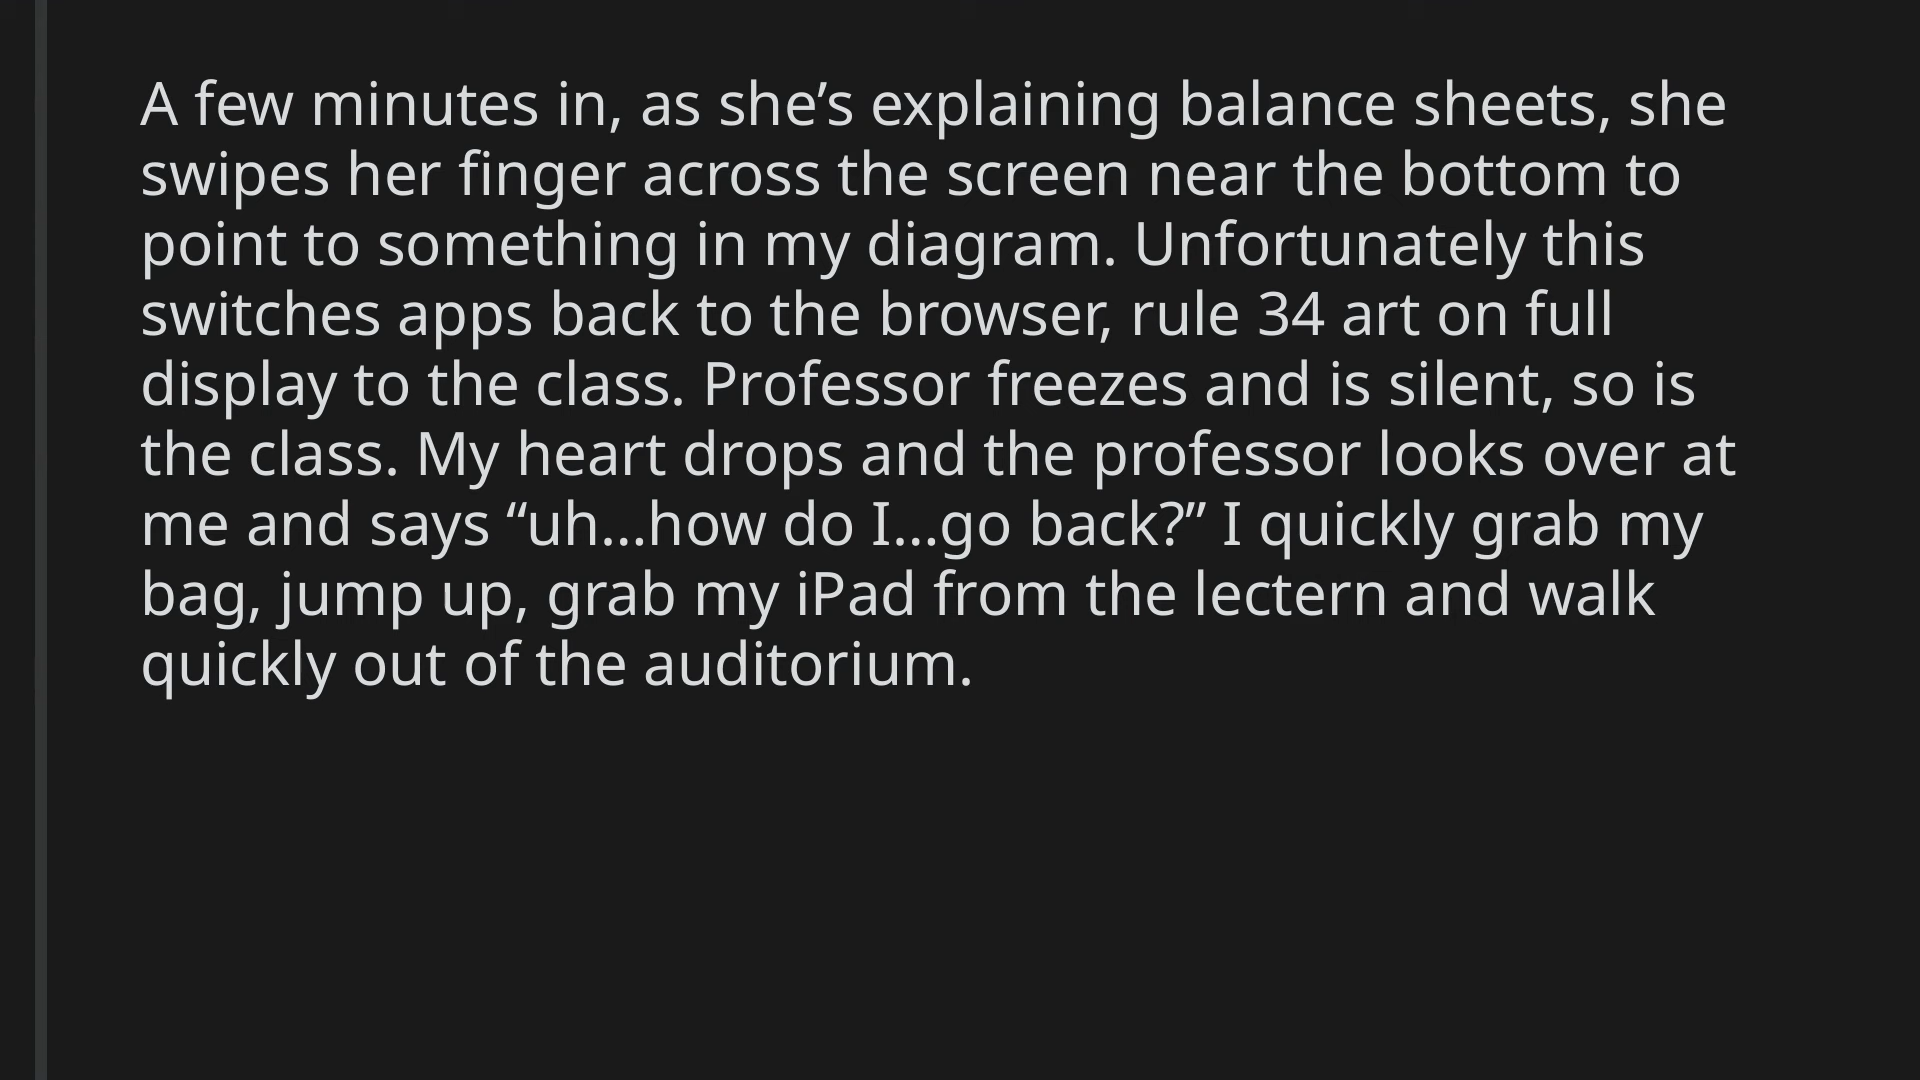 A few minutes in, as she’s explaining balance sheets, she
swipes her finger across the screen near the bottom to
point to something in my diagram. Unfortunately this
switches apps back to the browser, rule 34 art on full
display to the class. Professor freezes and is silent, so is
the class. My heart drops and the professor looks over at
me and says “uh...how do I...go back?” I quickly grab my
bag, jump up, grab my iPad from the lectern and walk
quickly out of the auditorium.